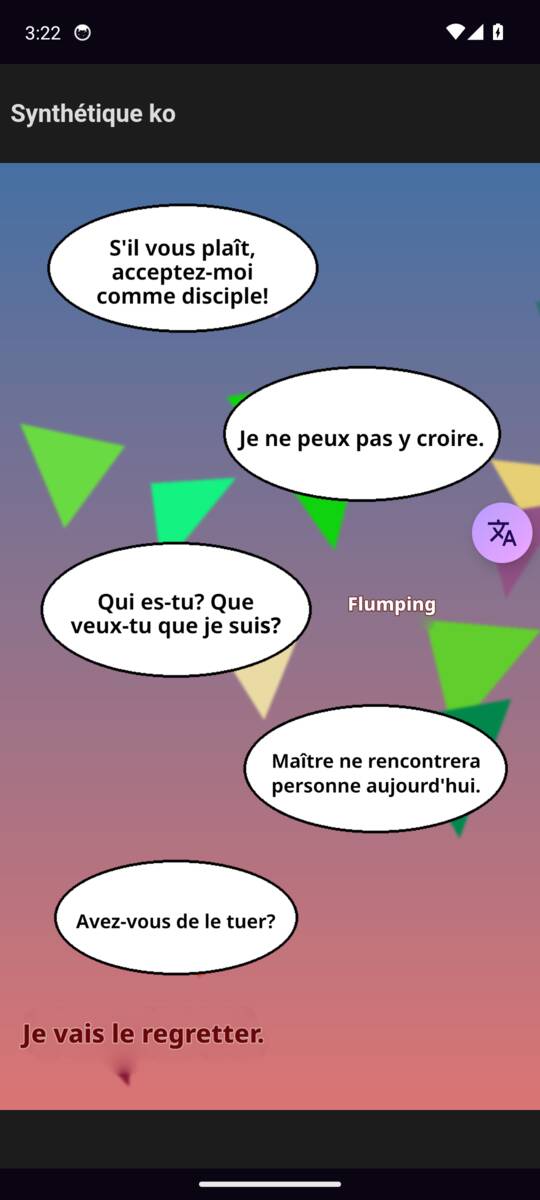 3:22
Synthétique ko
S'il vous plaît,
acceptez-moi
comme disciple!
Je ne peux pas y croire.
Qui es-tu? Que
veux-tu que je suis?
Flumping
Maître ne rencontrera
personne aujourd'hui.
Avez-vous de le tuer?
Je vais le regretter.